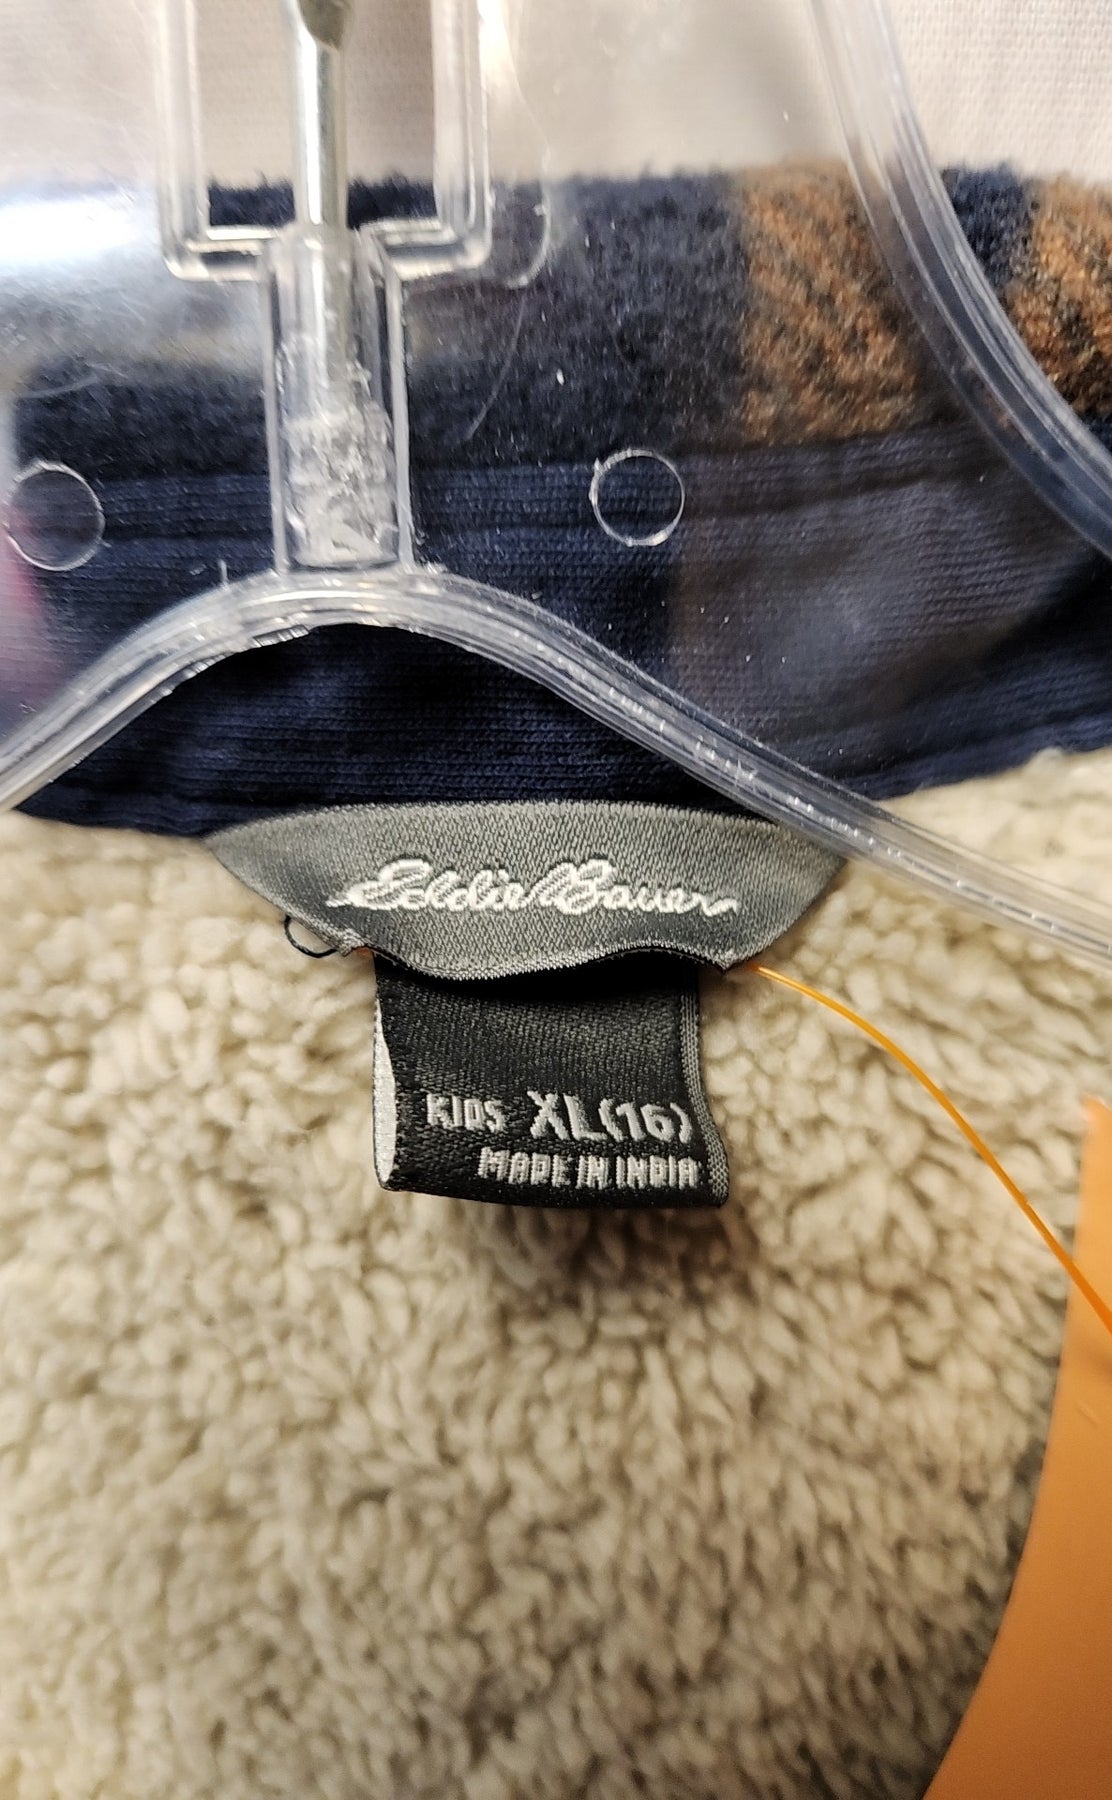 Eddie Bauer
KIDS XL(16)
MADE IN INDIA